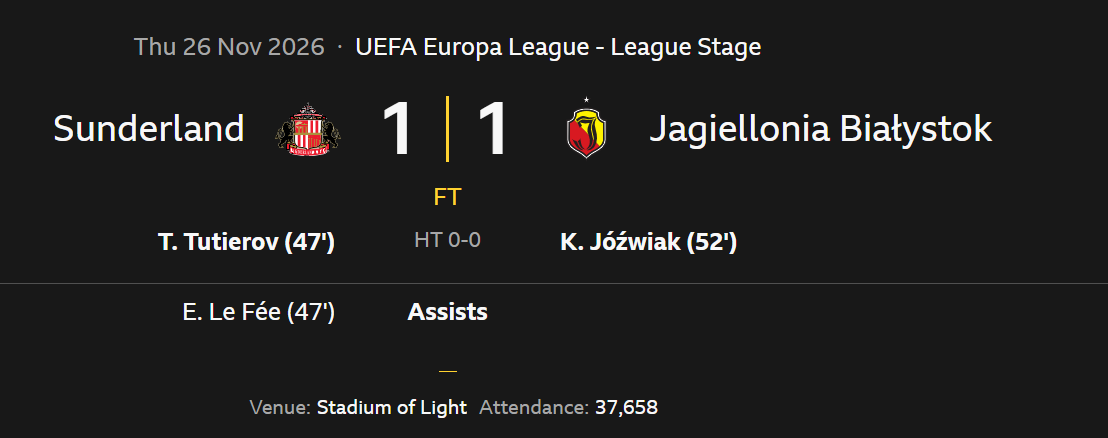 Thu 26 Nov 2026 · UEFA Europa League - League Stage
Sunderland 1 | 1 Jagiellonia Białystok
FT
T. Tutierov (47') HT 0-0 K. Jóźwiak (52')
E. Le Fée (47') Assists
—
Venue: Stadium of Light Attendance: 37,658